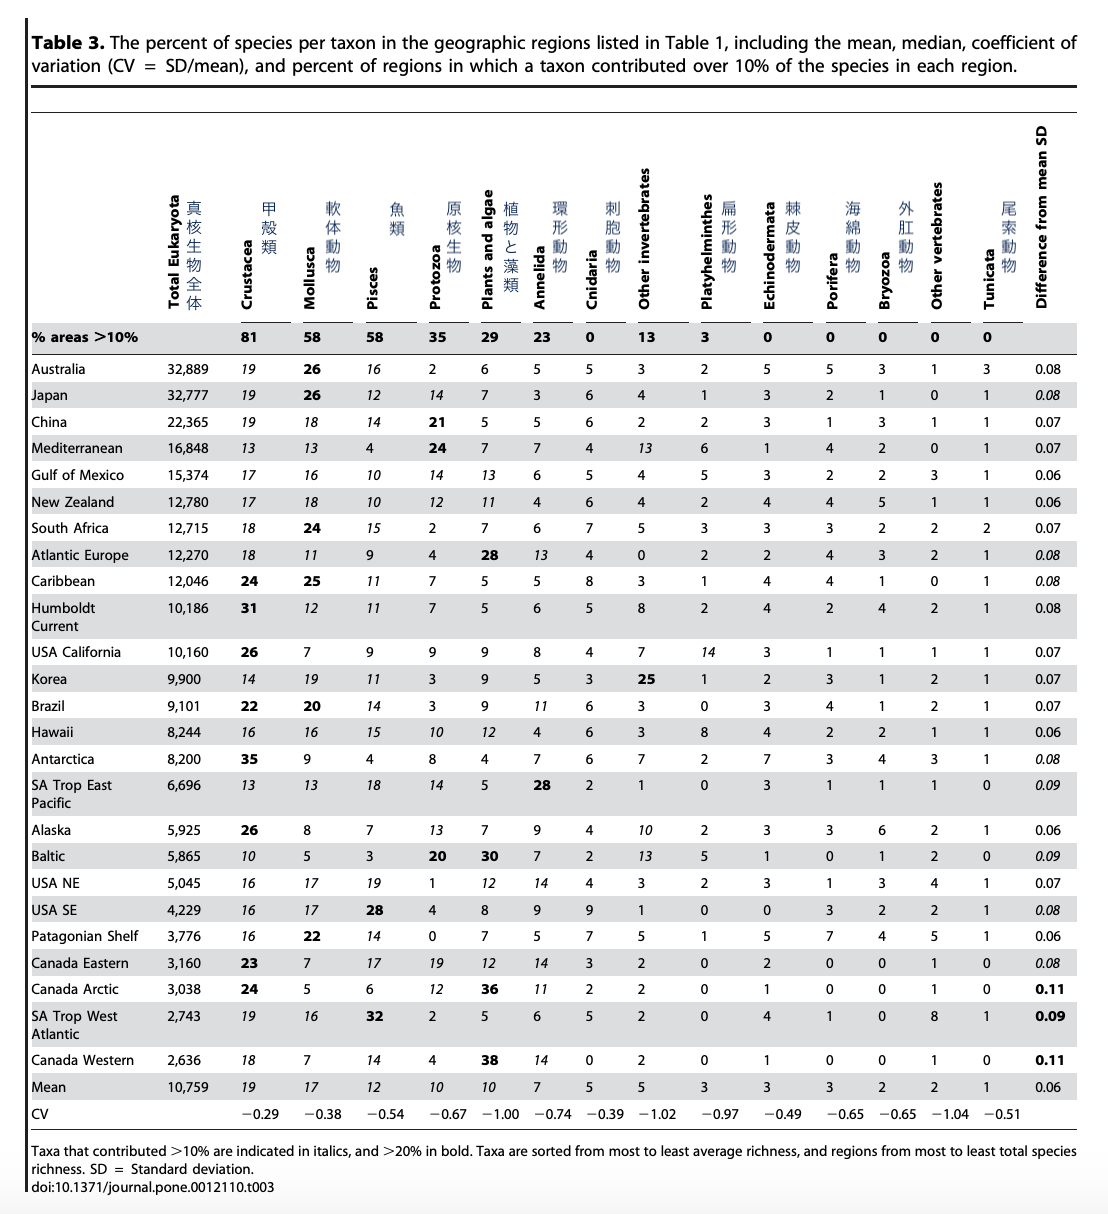 Table 3. The percent of species per taxon in the geographic regions listed in Table 1, including the mean, median, coefficient of
variation (CV = SD/mean), and percent of regions in which a taxon contributed over 10% of the species in each region.
Total Eukaryota 真核生物全体 Crustacea 甲殻類 Mollusca 軟体動物 Pisces 魚類 Protozoa 原核生物 Plants and algae 植物と藻類 Annelida 環形動物 Cnidaria 刺胞動物 Other invertebrates Platyhelminthes 扁形動物 Echinodermata 棘皮動物 Porifera 海綿動物 Bryozoa 外肛動物 Other vertebrates Tunicata 尾索動物 Difference from mean SD
% areas >10% 81 58 58 35 29 23 0 13 3 0 0 0 0 0
Australia 32,889 19 26 16 2 6 5 5 3 2 5 5 3 1 3 0.08
Japan 32,777 19 26 12 14 7 3 6 4 1 3 2 1 0 1 0.08
China 22,365 19 18 14 21 5 5 6 2 2 3 1 3 1 1 0.07
Mediterranean 16,848 13 13 4 24 7 7 4 13 6 1 4 2 0 1 0.07
Gulf of Mexico 15,374 17 16 10 14 13 6 5 4 5 3 2 2 3 1 0.06
New Zealand 12,780 17 18 10 12 11 4 6 4 2 4 4 5 1 1 0.06
South Africa 12,715 18 24 15 2 7 6 7 5 3 3 3 2 2 2 0.07
Atlantic Europe 12,270 18 11 9 4 28 13 4 0 2 2 4 3 2 1 0.08
Caribbean 12,046 24 25 11 7 5 5 8 3 1 4 4 1 0 1 0.08
Humboldt 10,186 31 12 11 7 5 6 5 8 2 4 2 4 2 1 0.08
Current
USA California 10,160 26 7 9 9 9 8 4 7 14 3 1 1 1 1 0.07
Korea 9,900 14 19 11 3 9 5 3 25 1 2 3 1 2 1 0.07
Brazil 9,101 22 20 14 3 9 11 6 3 0 3 4 1 2 1 0.07
Hawaii 8,244 16 16 15 10 12 4 6 3 8 4 2 2 1 1 0.06
Antarctica 8,200 35 9 4 8 4 7 6 7 2 7 3 4 3 1 0.08
SA Trop East 6,696 13 13 18 14 5 28 2 1 0 3 1 1 1 0 0.09
Pacific
Alaska 5,925 26 8 7 13 7 9 4 10 2 3 3 6 2 1 0.06
Baltic 5,865 10 5 3 20 30 7 2 13 5 1 0 1 2 0 0.09
USA NE 5,045 16 17 19 1 12 14 4 3 2 3 1 3 4 1 0.07
USA SE 4,229 16 17 28 4 8 9 9 1 0 0 3 2 2 1 0.08
Patagonian Shelf 3,776 16 22 14 0 7 5 7 5 1 5 7 4 5 1 0.06
Canada Eastern 3,160 23 7 17 19 12 14 3 2 0 2 0 0 1 0 0.08
Canada Arctic 3,038 24 5 6 12 36 11 2 2 0 1 0 0 1 0 0.11
SA Trop West 2,743 19 16 32 2 5 6 5 2 0 4 1 0 8 1 0.09
Atlantic
Canada Western 2,636 18 7 14 4 38 14 0 2 0 1 0 0 1 0 0.11
Mean 10,759 19 17 12 10 10 7 5 5 3 3 3 2 2 1 0.06
CV −0.29 −0.38 −0.54 −0.67 −1.00 −0.74 −0.39 −1.02 −0.97 −0.49 −0.65 −0.65 −1.04 −0.51
Taxa that contributed >10% are indicated in italics, and >20% in bold. Taxa are sorted from most to least average richness, and regions from most to least total species
richness. SD = Standard deviation.
doi:10.1371/journal.pone.0012110.t003